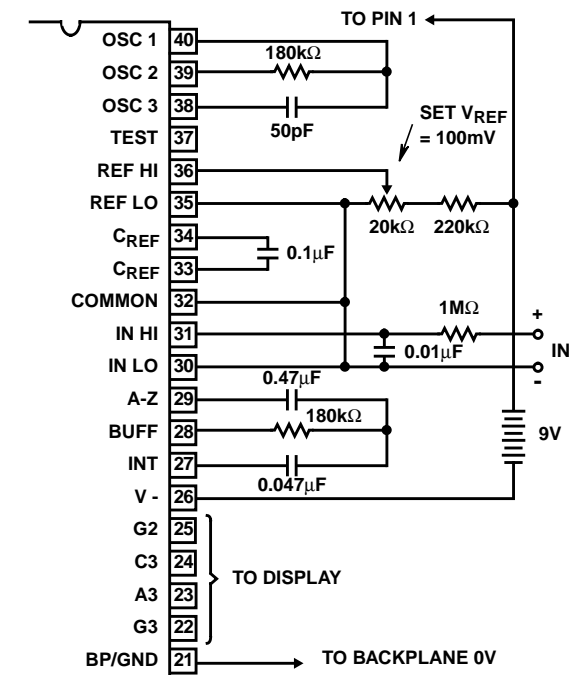 TO PIN 1
OSC 1 40
180kΩ
OSC 2 39
OSC 3 38
50pF
TEST 37
SET VREF
= 100mV
REF HI 36
REF LO 35
20kΩ 220kΩ
CREF 34
0.1μF
CREF 33
COMMON 32
1MΩ
IN HI 31
+
IN
0.01μF
IN LO 30
-
0.47μF
A-Z 29
180kΩ
BUFF 28
9V
INT 27
0.047μF
V - 26
G2 25
C3 24
TO DISPLAY
A3 23
G3 22
BP/GND 21
TO BACKPLANE 0V